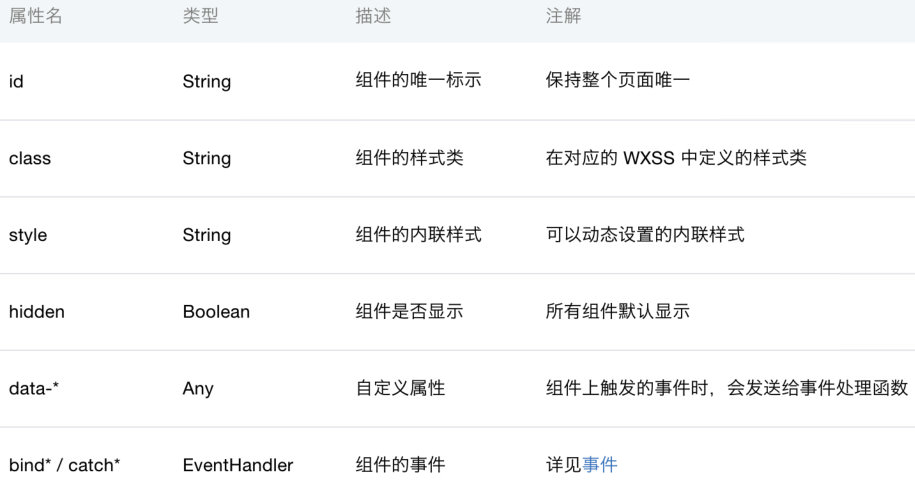 属性名 类型 描述 注解
id String 组件的唯一标示 保持整个页面唯一
class String 组件的样式类 在对应的 WXSS 中定义的样式类
style String 组件的内联样式 可以动态设置的内联样式
hidden Boolean 组件是否显示 所有组件默认显示
data-* Any 自定义属性 组件上触发的事件时，会发送给事件处理函数
bind* / catch* EventHandler 组件的事件 详见事件